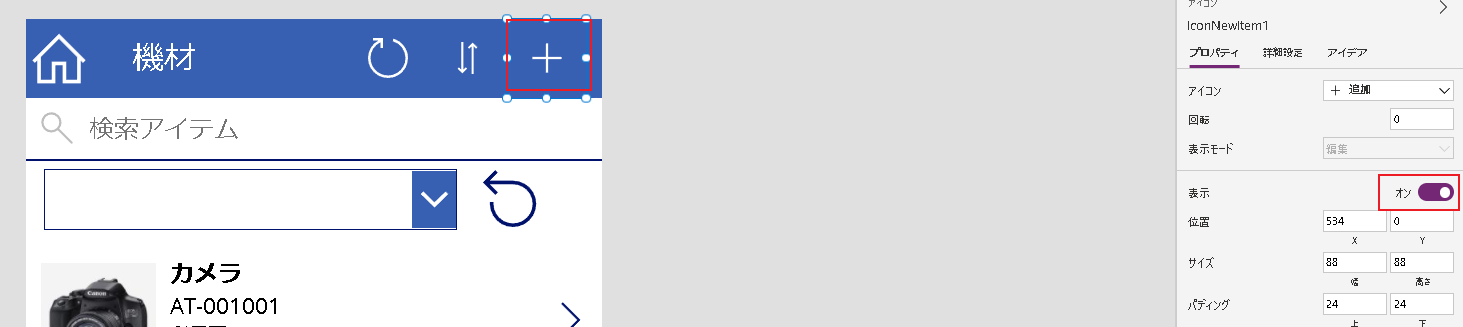 機材
検索アイテム
カメラ
AT-001001
Canon
アイコン
IconNewItem1
プロパティ
詳細設定
アイデア
アイコン
追加
回転
0
表示モード
編集
表示
オン
位置
534
0
X
Y
サイズ
88
88
幅
高さ
パディング
24
24
上
下